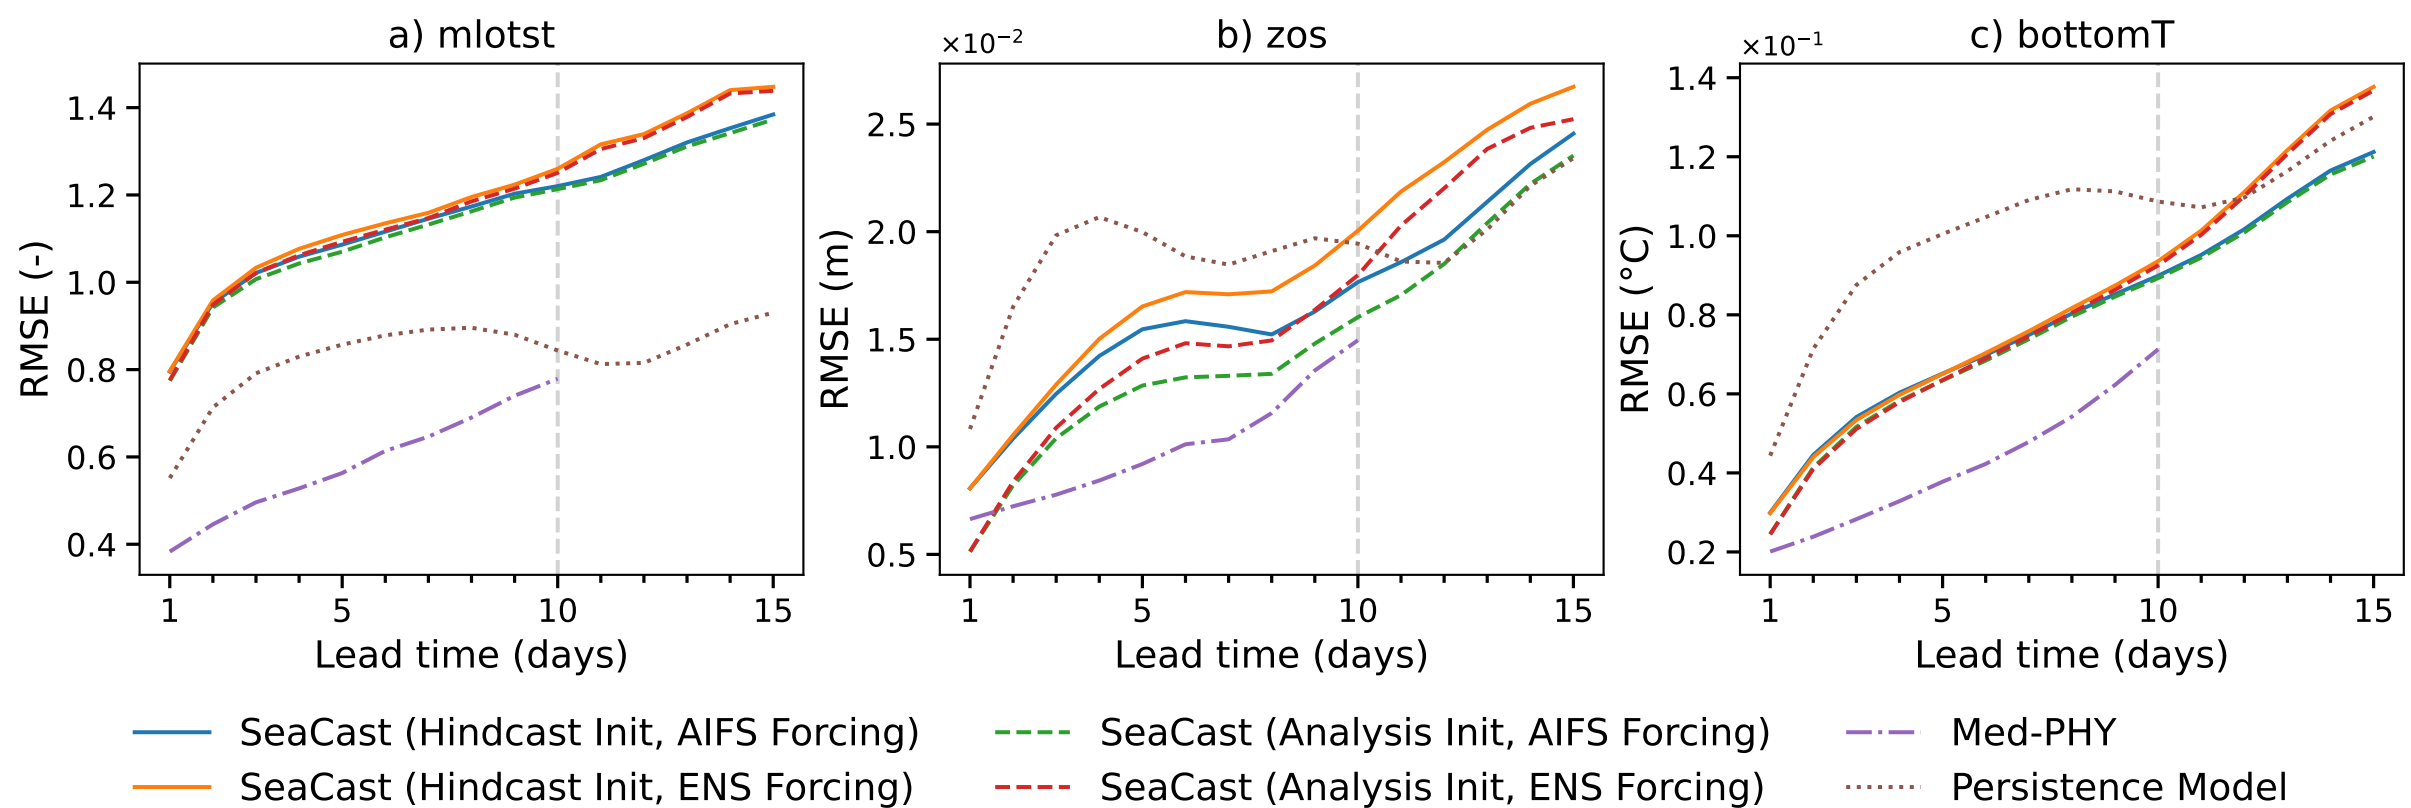 a) mlotst
RMSE (-)
1.4
1.2
1.0
0.8
0.6
0.4
1 5 10 15
Lead time (days)
b) zos
×10⁻²
RMSE (m)
2.5
2.0
1.5
1.0
0.5
1 5 10 15
Lead time (days)
c) bottomT
×10⁻¹
RMSE (°C)
1.4
1.2
1.0
0.8
0.6
0.4
0.2
1 5 10 15
Lead time (days)
SeaCast (Hindcast Init, AIFS Forcing)
SeaCast (Hindcast Init, ENS Forcing)
SeaCast (Analysis Init, AIFS Forcing)
SeaCast (Analysis Init, ENS Forcing)
Med-PHY
Persistence Model